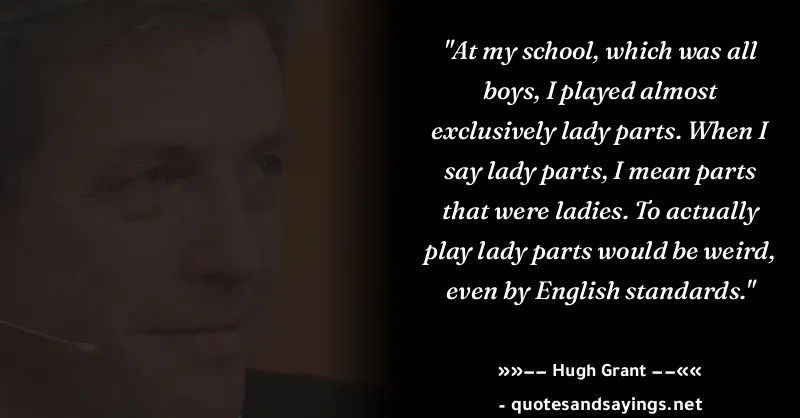 "At my school, which was all
boys, I played almost
exclusively lady parts. When I
say lady parts, I mean parts
that were ladies. To actually
play lady parts would be weird,
even by English standards."
»»−− Hugh Grant −−««
- quotesandsayings.net